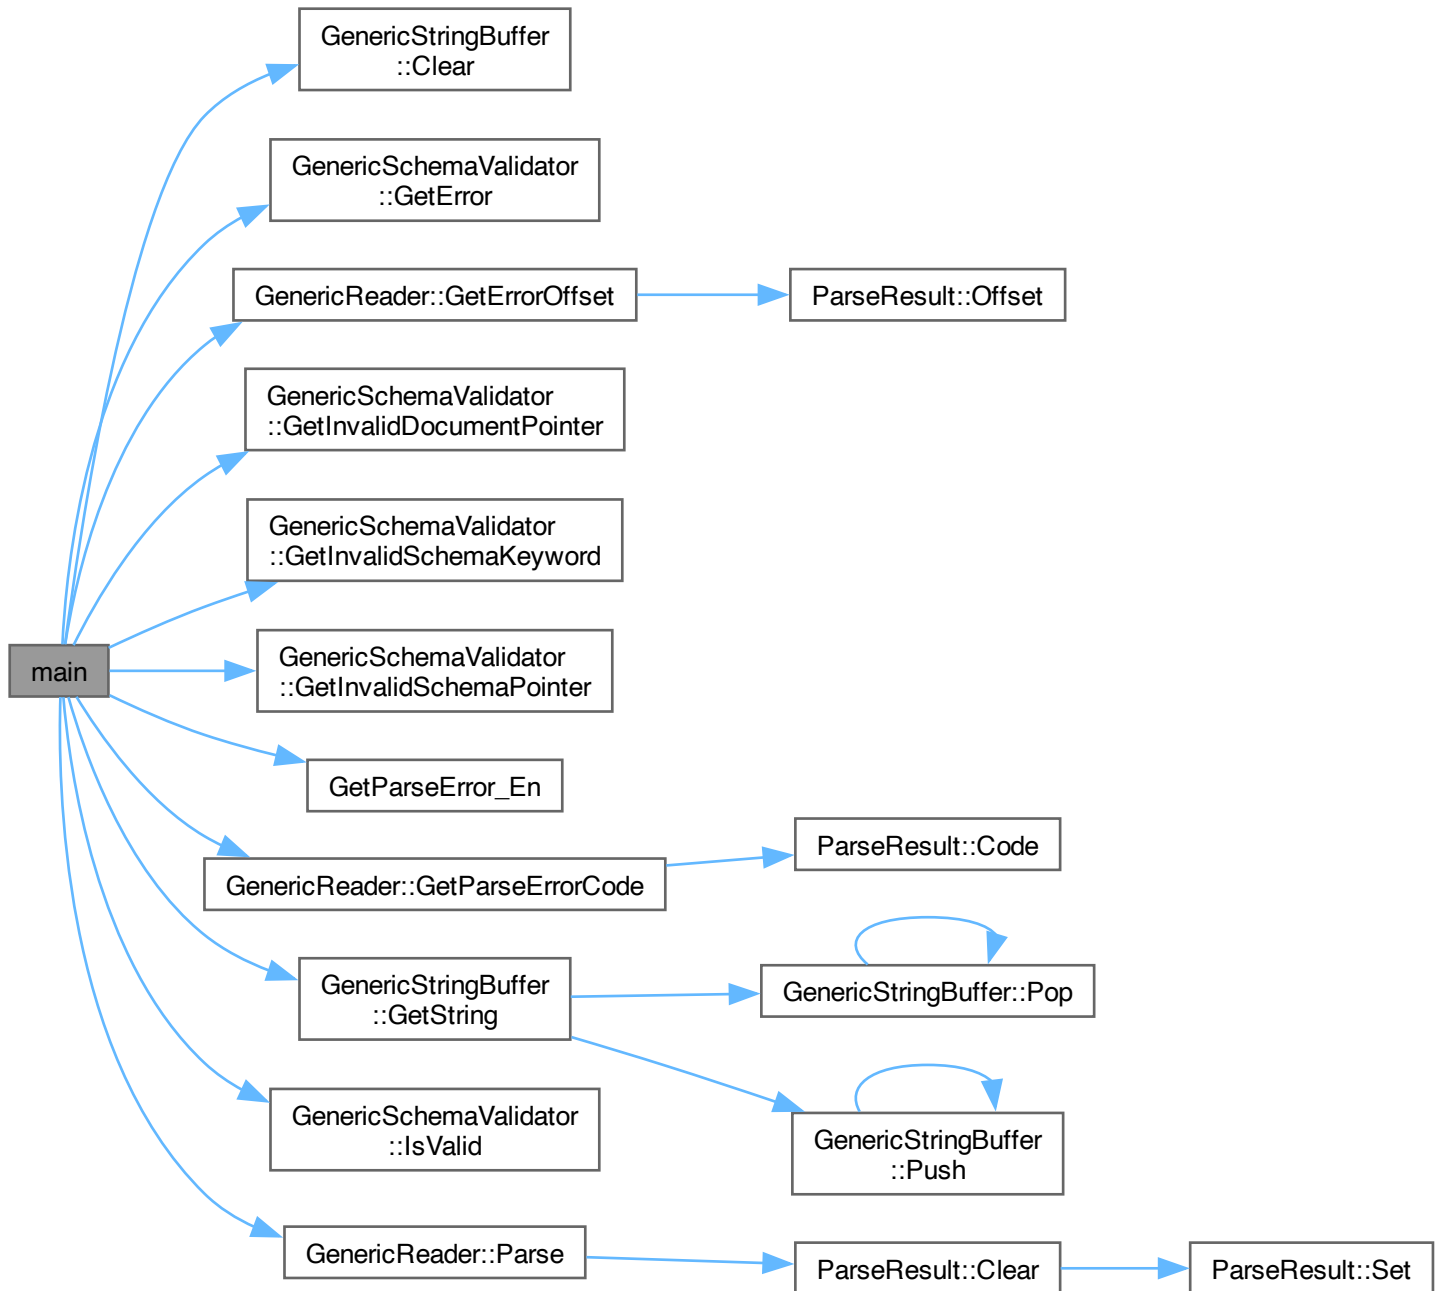 GenericStringBuffer
::Clear
GenericSchemaValidator
::GetError
GenericReader::GetErrorOffset
ParseResult::Offset
GenericSchemaValidator
::GetInvalidDocumentPointer
GenericSchemaValidator
::GetInvalidSchemaKeyword
main
GenericSchemaValidator
::GetInvalidSchemaPointer
GetParseError_En
GenericReader::GetParseErrorCode
ParseResult::Code
GenericStringBuffer
::GetString
GenericStringBuffer::Pop
GenericStringBuffer
::Push
GenericSchemaValidator
::IsValid
GenericReader::Parse
ParseResult::Clear
ParseResult::Set